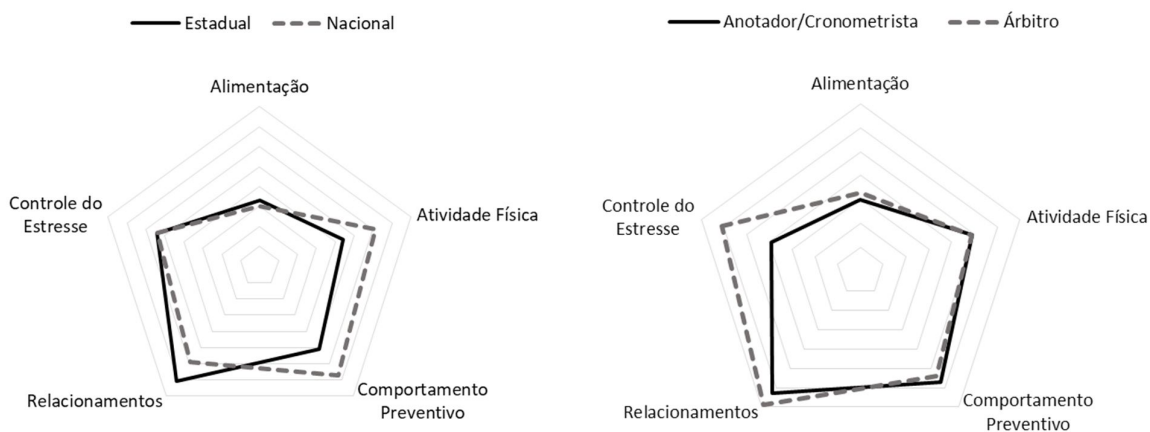 Estadual Nacional
Alimentação
Controle do
Estresse
Atividade Física
Relacionamentos
Comportamento
Preventivo
Anotador/Cronometrista Árbitro
Alimentação
Controle do
Estresse
Atividade Física
Relacionamentos
Comportamento
Preventivo